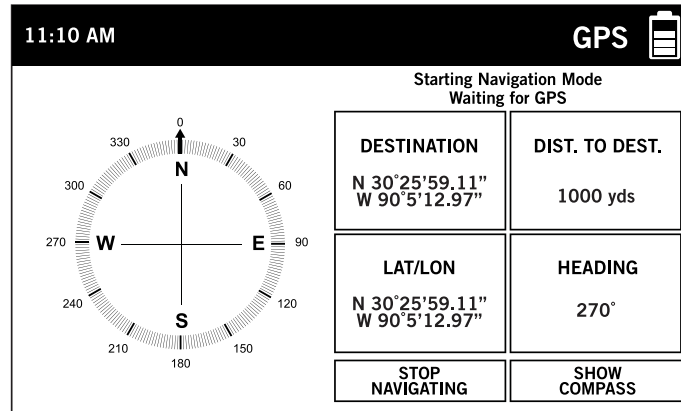 11:10 AM
GPS
Starting Navigation Mode
Waiting for GPS
0
30
60
90
120
150
180
210
240
270
300
330
N
E
S
W
DESTINATION
N 30°25'59.11"
W 90°5'12.97"
DIST. TO DEST.
1000 yds
LAT/LON
N 30°25'59.11"
W 90°5'12.97"
HEADING
270°
STOP
NAVIGATING
SHOW
COMPASS